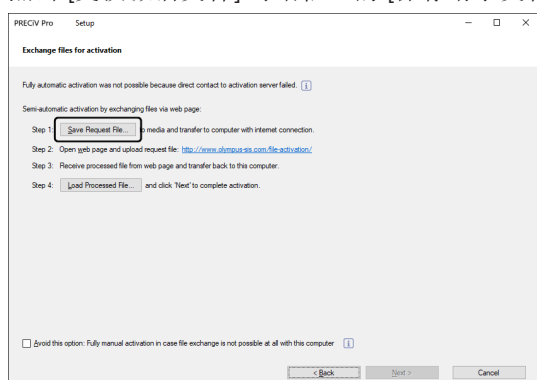 PRECiV Pro Setup
Exchange files for activation
Fully automatic activation was not possible because direct contact to activation server failed. i
Semi-automatic activation by exchanging files via web page:
Step 1: Save Request File... to media and transfer to computer with internet connection.
Step 2: Open web page and upload request file: http://www.olympus-sis.com/file-activation/
Step 3: Receive processed file from web page and transfer back to this computer.
Step 4: Load Processed File... and click 'Next' to complete activation.
Avoid this option: Fully manual activation in case file exchange is not possible at all with this computer i
< Back Next > Cancel